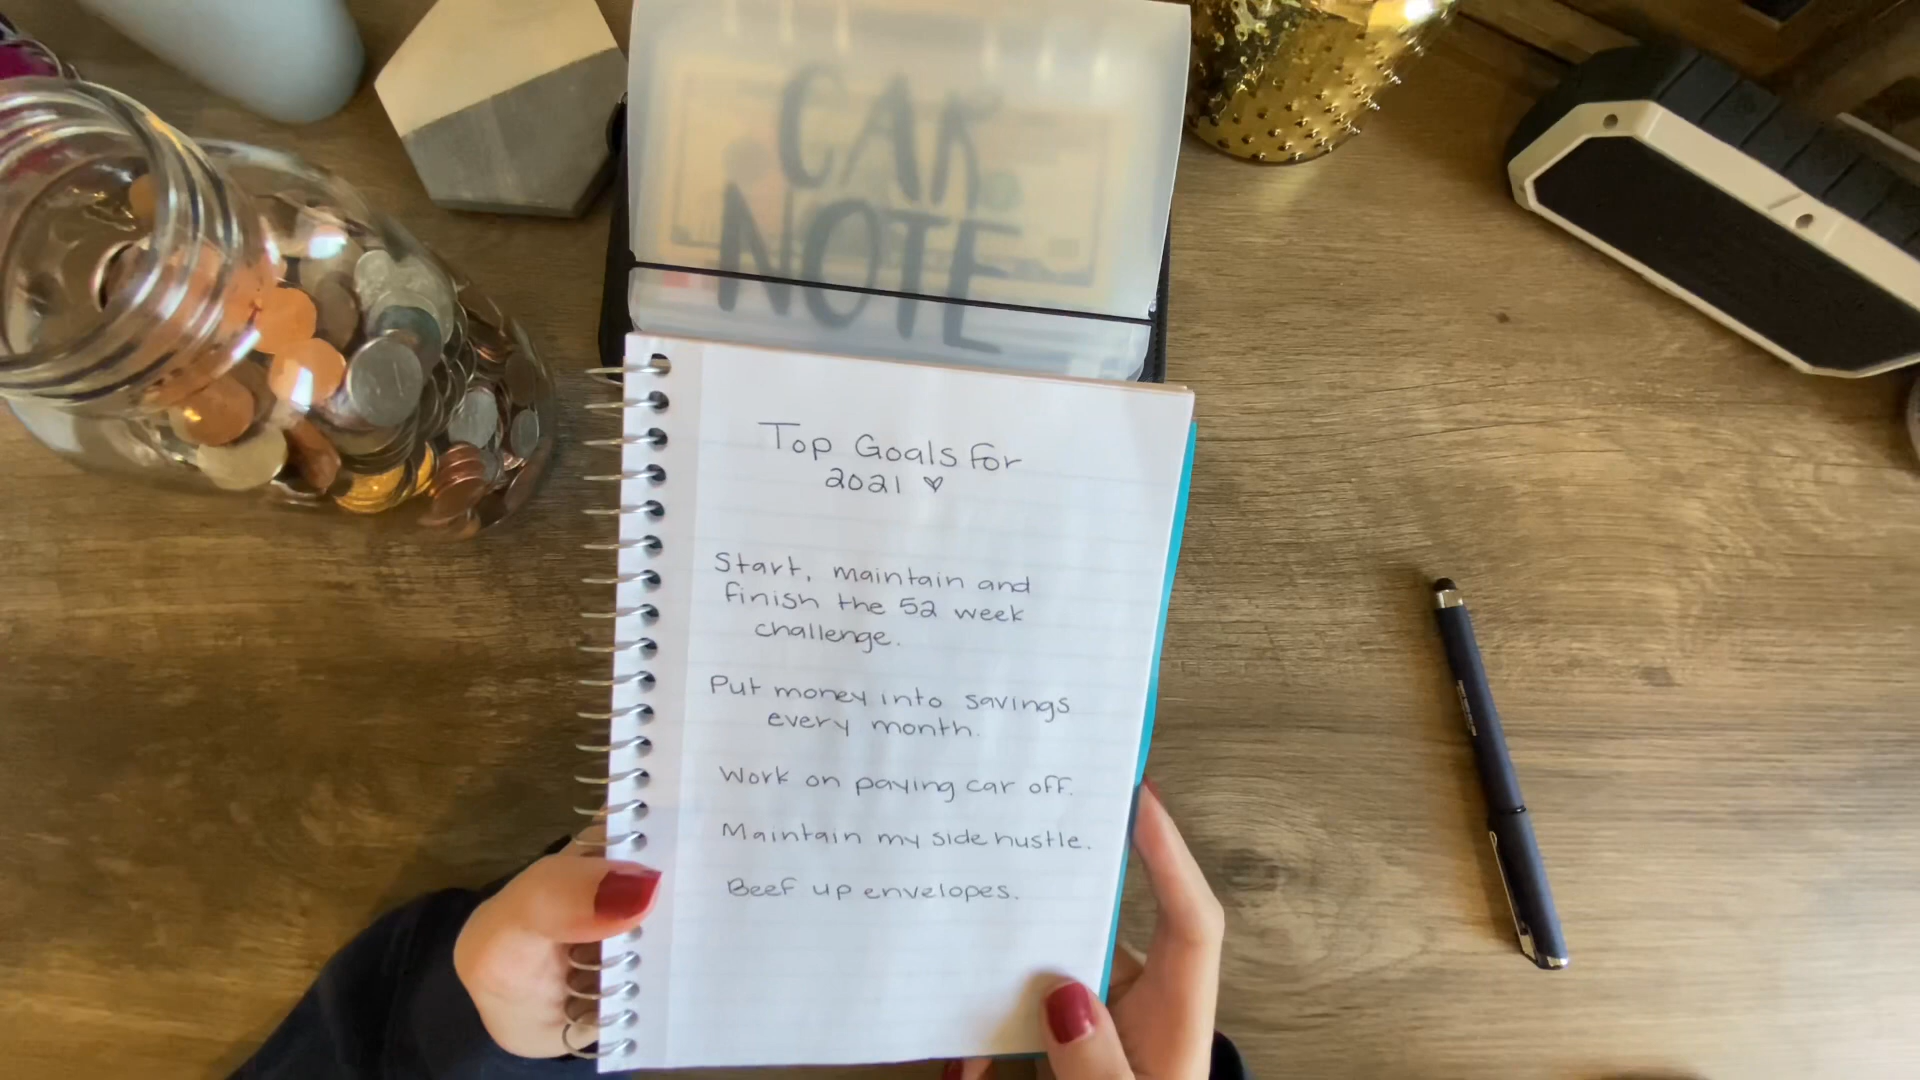 CAR
NOTE
Top Goals for
2021 ♡
Start, maintain and
finish the 52 week
challenge.
Put money into savings
every month.
Work on paying car off.
Maintain my side hustle.
Beef up envelopes.